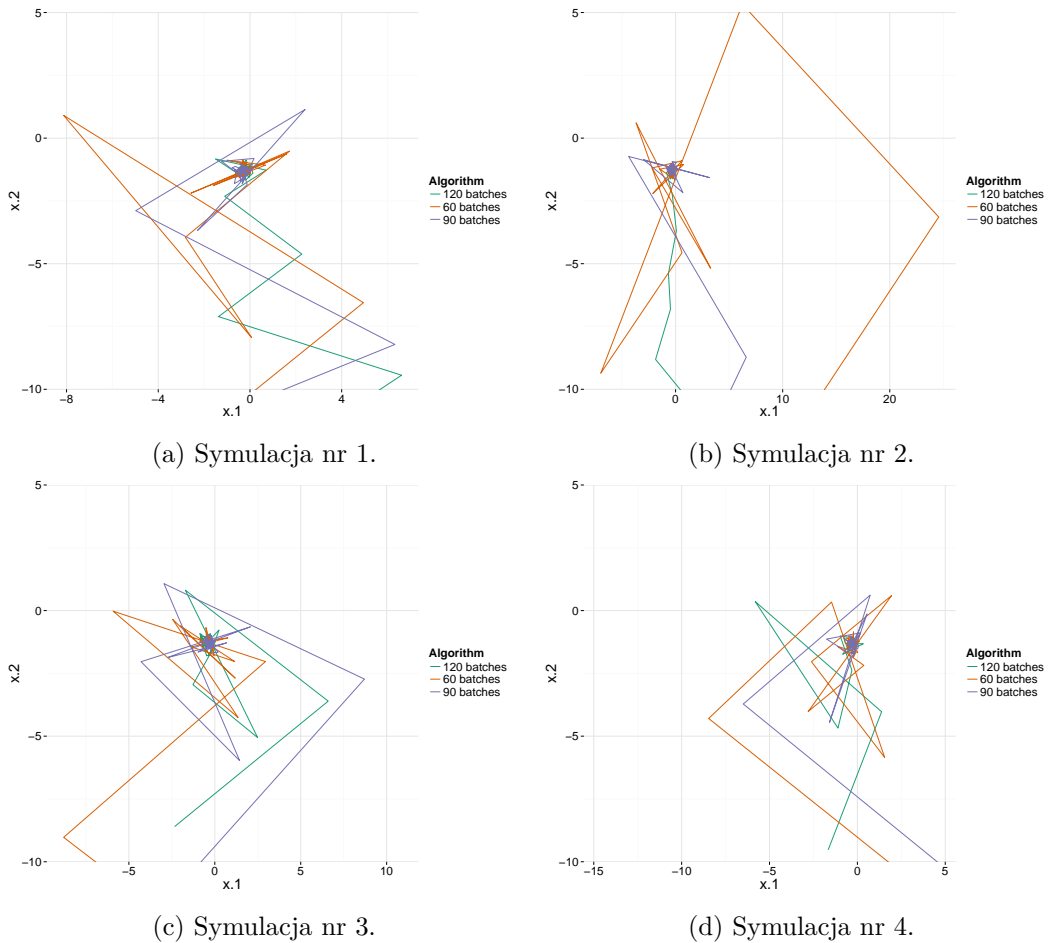 5
0
−5
−10
x.2
−8
−4
0
4
x.1
Algorithm
120 batches
60 batches
90 batches
(a) Symulacja nr 1.
5
0
−5
−10
x.2
0
10
20
x.1
Algorithm
120 batches
60 batches
90 batches
(b) Symulacja nr 2.
5
0
−5
−10
x.2
−5
0
5
10
x.1
Algorithm
120 batches
60 batches
90 batches
(c) Symulacja nr 3.
5
0
−5
−10
x.2
−15
−10
−5
0
5
x.1
Algorithm
120 batches
60 batches
90 batches
(d) Symulacja nr 4.